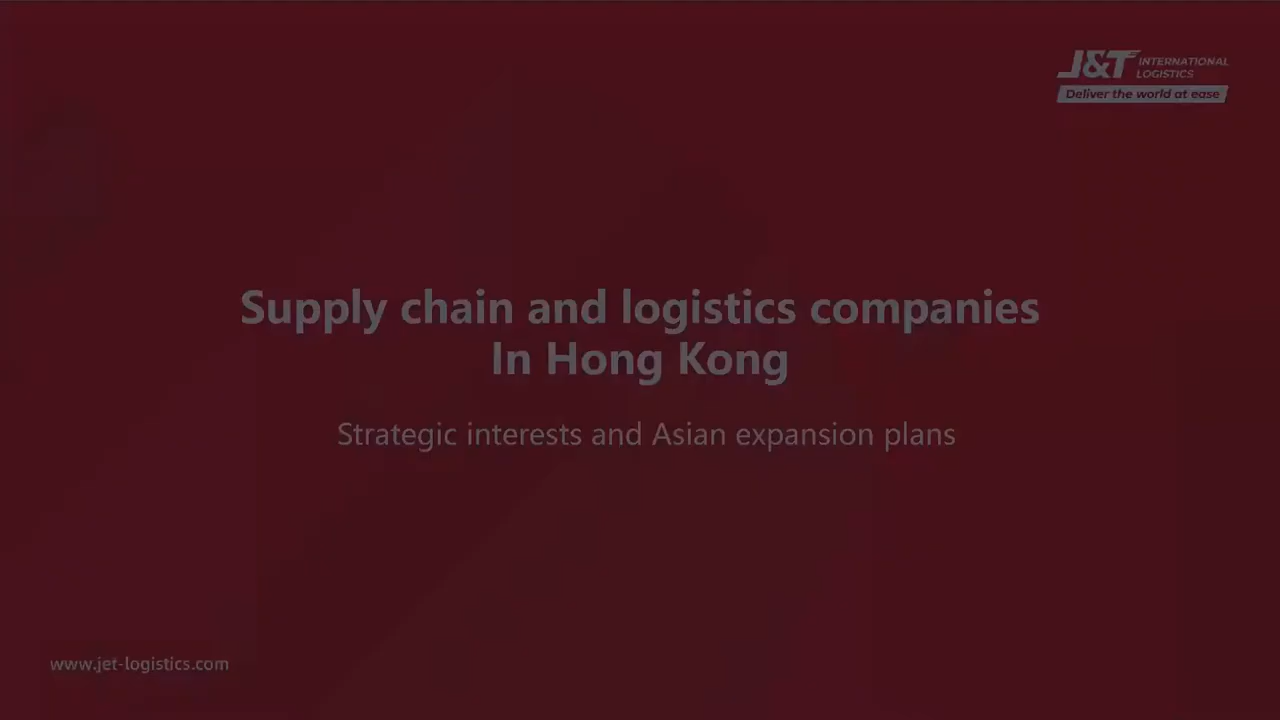 J&T INTERNATIONAL
LOGISTICS
Deliver the world at ease
Supply chain and logistics companies
In Hong Kong
Strategic interests and Asian expansion plans
www.jet-logistics.com